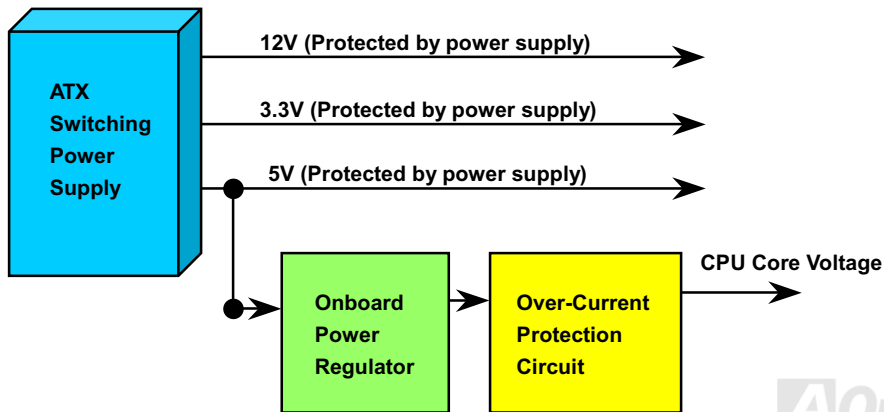 12V (Protected by power supply)
ATX
Switching
Power
Supply
3.3V (Protected by power supply)
5V (Protected by power supply)
CPU Core Voltage
Onboard
Power
Regulator
Over-Current
Protection
Circuit